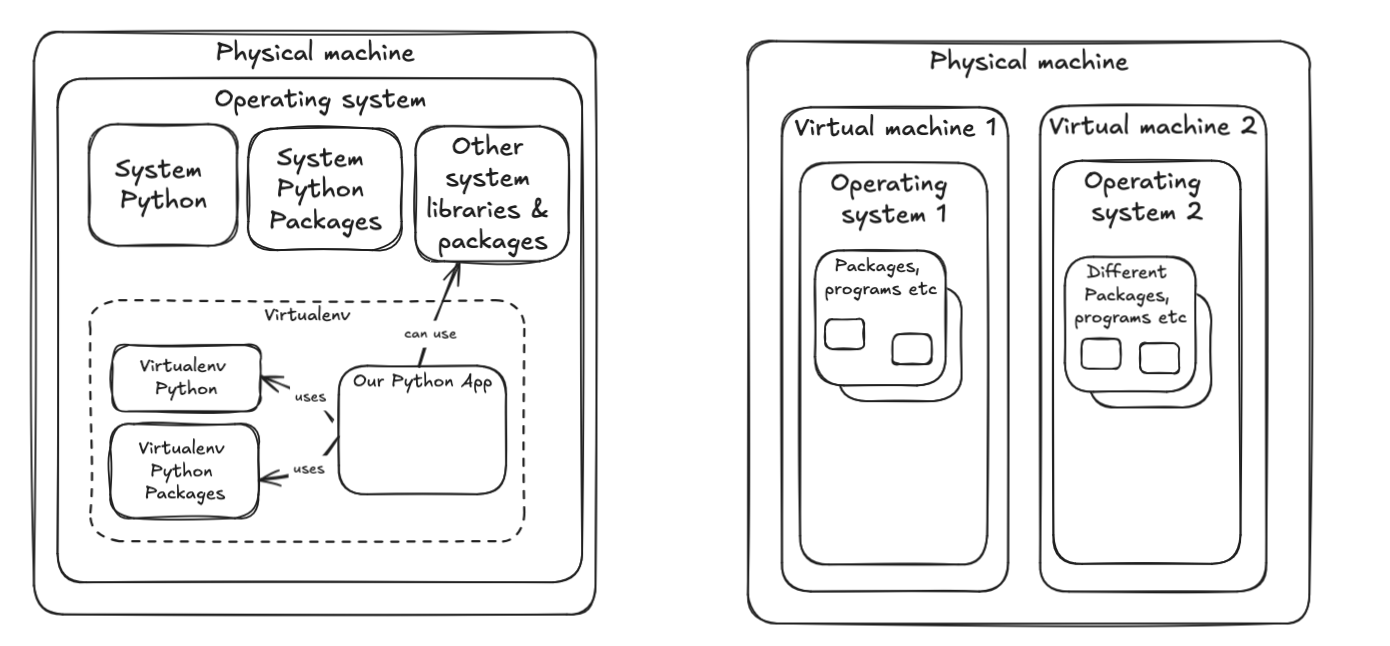 Physical machine
Operating system
System
Python
System
Python
Packages
Other
system
libraries &
packages
Virtualenv
can use
Virtualenv
Python
uses
Our Python App
Virtualenv
Python
Packages
uses
Physical machine
Virtual machine 1
Operating
system 1
Packages,
programs etc
Virtual machine 2
Operating
system 2
Different
Packages,
programs etc